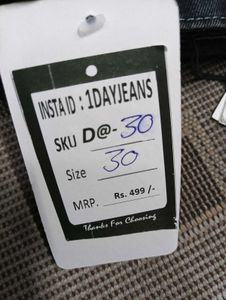 INSTA ID : 1DAYJEANS
SKU D@-30
Size 30
MRP. Rs. 499 /-
Thanks For Choosing